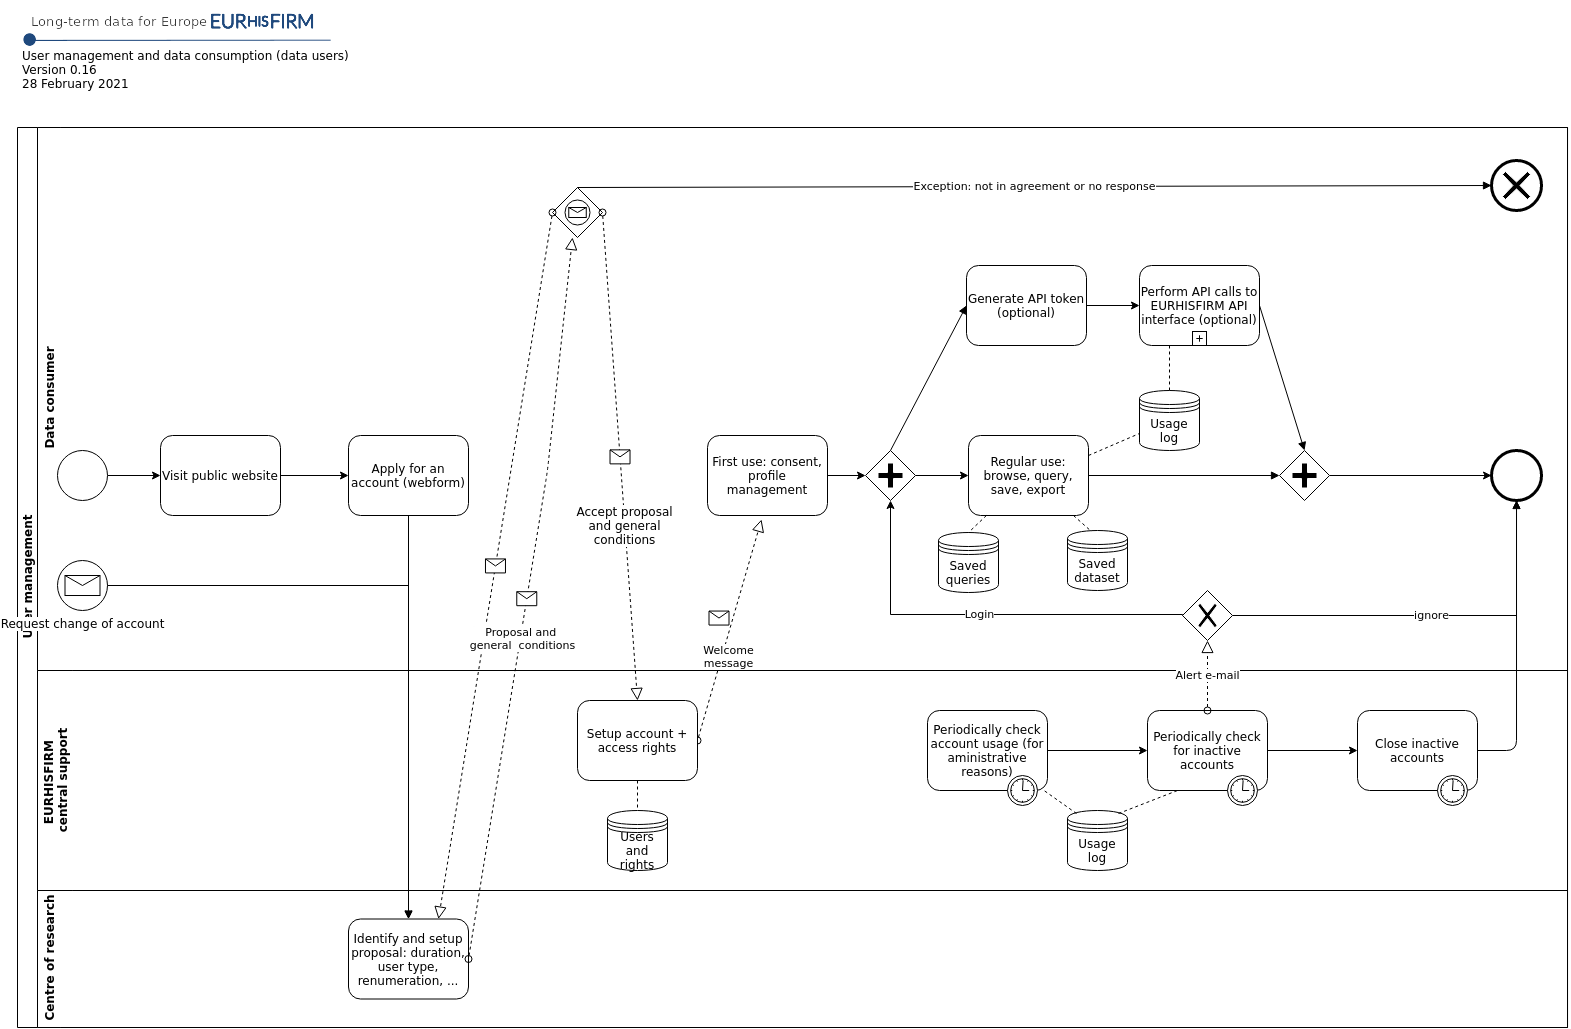 Long-term data for Europe EURHISFIRM
User management and data consumption (data users)
Version 0.16
28 February 2021
Exception: not in agreement or no response
Generate API token
(optional)
Perform API calls to
EURHISFIRM API
interface (optional)
+
Data consumer
Usage
log
Visit public website
Apply for an
account (webform)
First use: consent,
profile
management
Regular use:
browse, query,
save, export
Accept proposal
and general
conditions
Saved
queries
Saved
dataset
User management
Request change of account
Proposal and
general  conditions
Welcome
message
Login
ignore
Alert e-mail
EURHISFIRM
central support
Setup account +
access rights
Periodically check
account usage (for
aministrative
reasons)
Periodically check
for inactive
accounts
Close inactive
accounts
Users
and
rights
Usage
log
Centre of research
Identify and setup
proposal: duration,
user type,
renumeration, ...